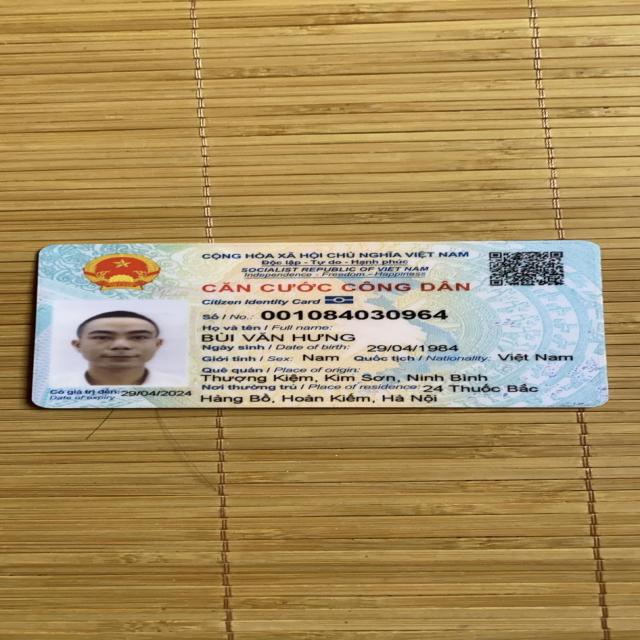 CỘNG HÒA XÃ HỘI CHỦ NGHĨA VIỆT NAM
Độc lập - Tự do - Hạnh phúc
SOCIALIST REPUBLIC OF VIET NAM
Independence - Freedom - Happiness
CĂN CƯỚC CÔNG DÂN
Citizen Identity Card
Số / No.: 001084030964
Họ và tên / Full name:
BÙI VĂN HƯNG
Ngày sinh / Date of birth: 29/04/1984
Giới tính / Sex: Nam Quốc tịch / Nationality: Việt Nam
Quê quán / Place of origin:
Thượng Kiệm, Kim Sơn, Ninh Bình
Nơi thường trú / Place of residence: 24 Thuốc Bắc
Hàng Bồ, Hoàn Kiếm, Hà Nội
Có giá trị đến: 29/04/2024
Date of expiry